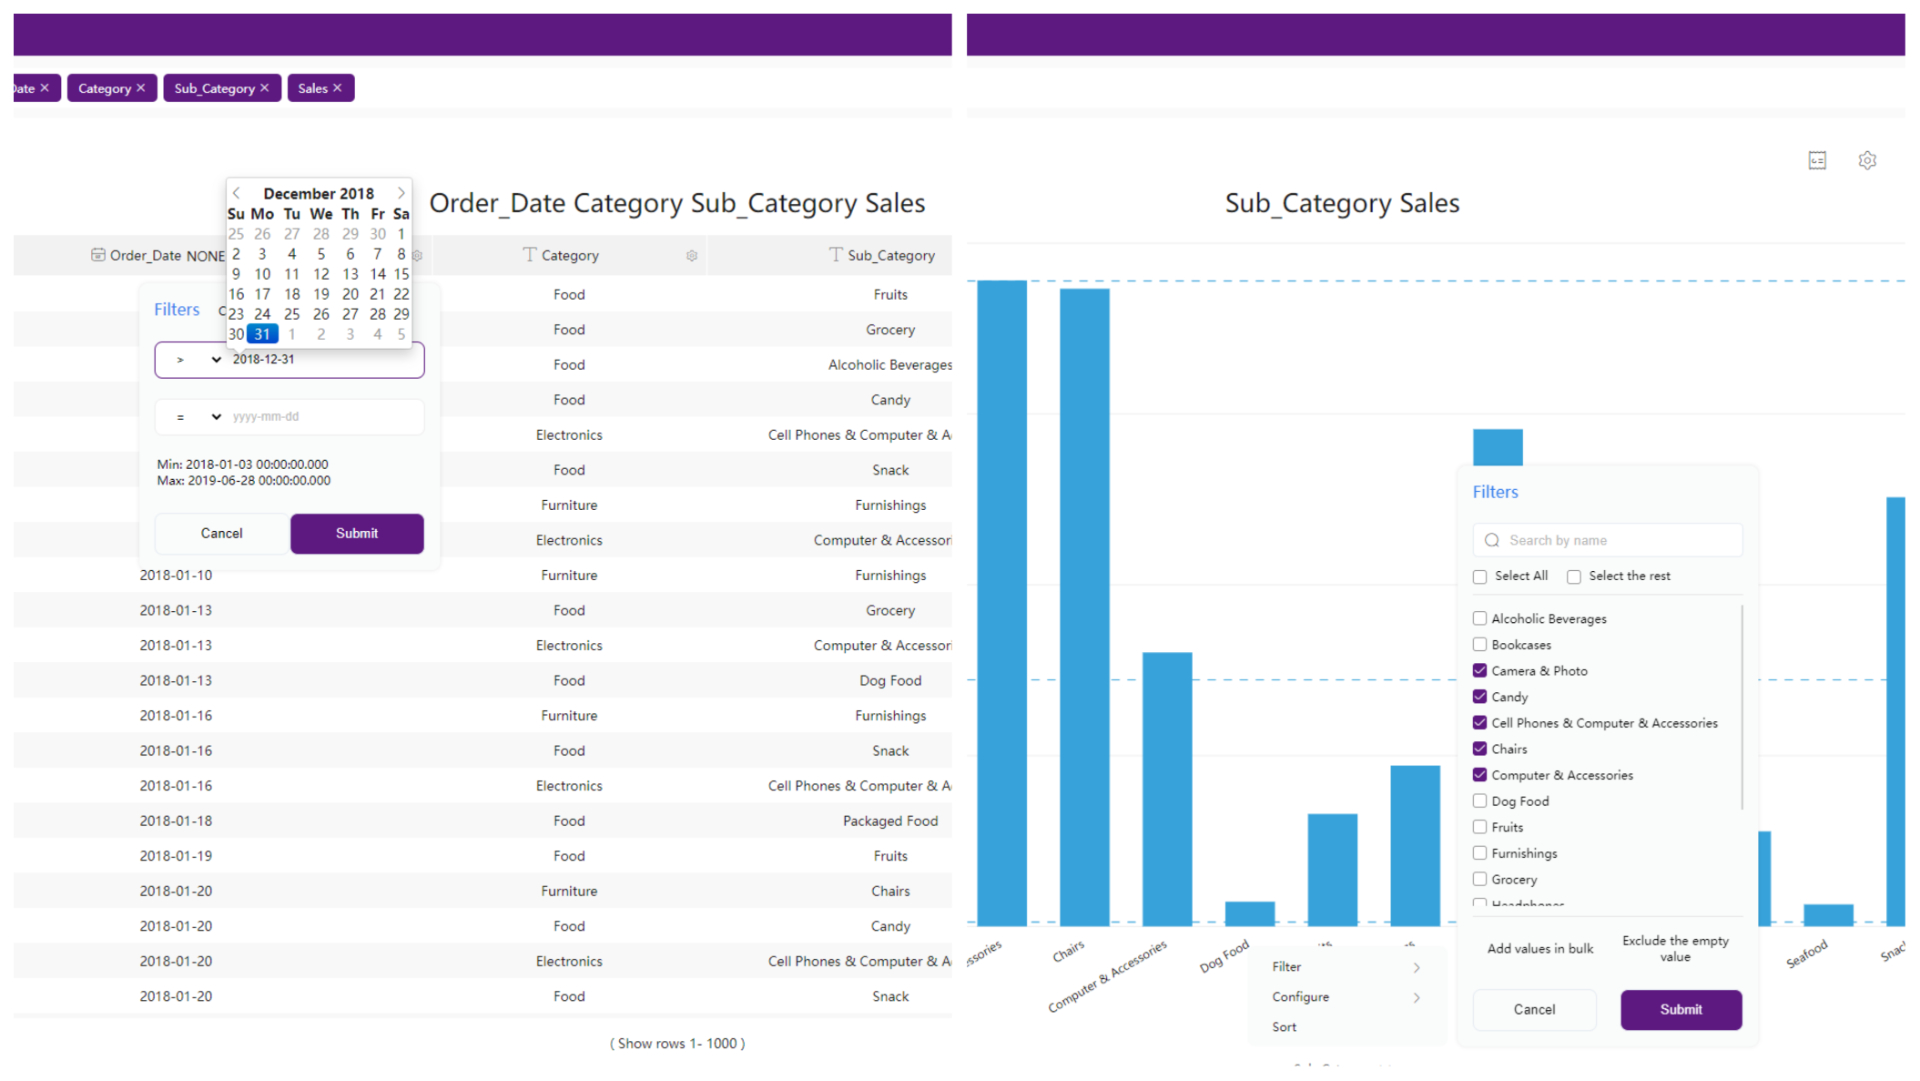 ate ×
Category ×
Sub_Category ×
Sales ×
December 2018
Su Mo Tu We Th Fr Sa
25 26 27 28 29 30 1
2 3 4 5 6 7 8
9 10 11 12 13 14 15
16 17 18 19 20 21 22
23 24 25 26 27 28 29
30 31 1 2 3 4 5
Order_Date Category Sub_Category Sales
Order_Date NONE
Category
Sub_Category
Filters
> 2018-12-31
= yyyy-mm-dd
Min: 2018-01-03 00:00:00.000
Max: 2019-06-28 00:00:00.000
Cancel
Submit
Food Fruits
Food Grocery
Food Alcoholic Beverages
Food Candy
Electronics Cell Phones & Computer & A
Food Snack
Furniture Furnishings
Electronics Computer & Accessori
2018-01-10 Furniture Furnishings
2018-01-13 Food Grocery
2018-01-13 Electronics Computer & Accessori
2018-01-13 Food Dog Food
2018-01-16 Furniture Furnishings
2018-01-16 Food Snack
2018-01-16 Electronics Cell Phones & Computer & A
2018-01-18 Food Packaged Food
2018-01-19 Food Fruits
2018-01-20 Furniture Chairs
2018-01-20 Food Candy
2018-01-20 Electronics Cell Phones & Computer & A
2018-01-20 Food Snack
( Show rows 1- 1000 )
Sub_Category Sales
Filters
Search by name
Select All
Select the rest
Alcoholic Beverages
Bookcases
Camera & Photo
Candy
Cell Phones & Computer & Accessories
Chairs
Computer & Accessories
Dog Food
Fruits
Furnishings
Grocery
Headphones
Add values in bulk
Exclude the empty
value
Cancel
Submit
ssories
Chairs
Computer & Accessories
Dog Food
Seafood
Snac
Filter
Configure
Sort